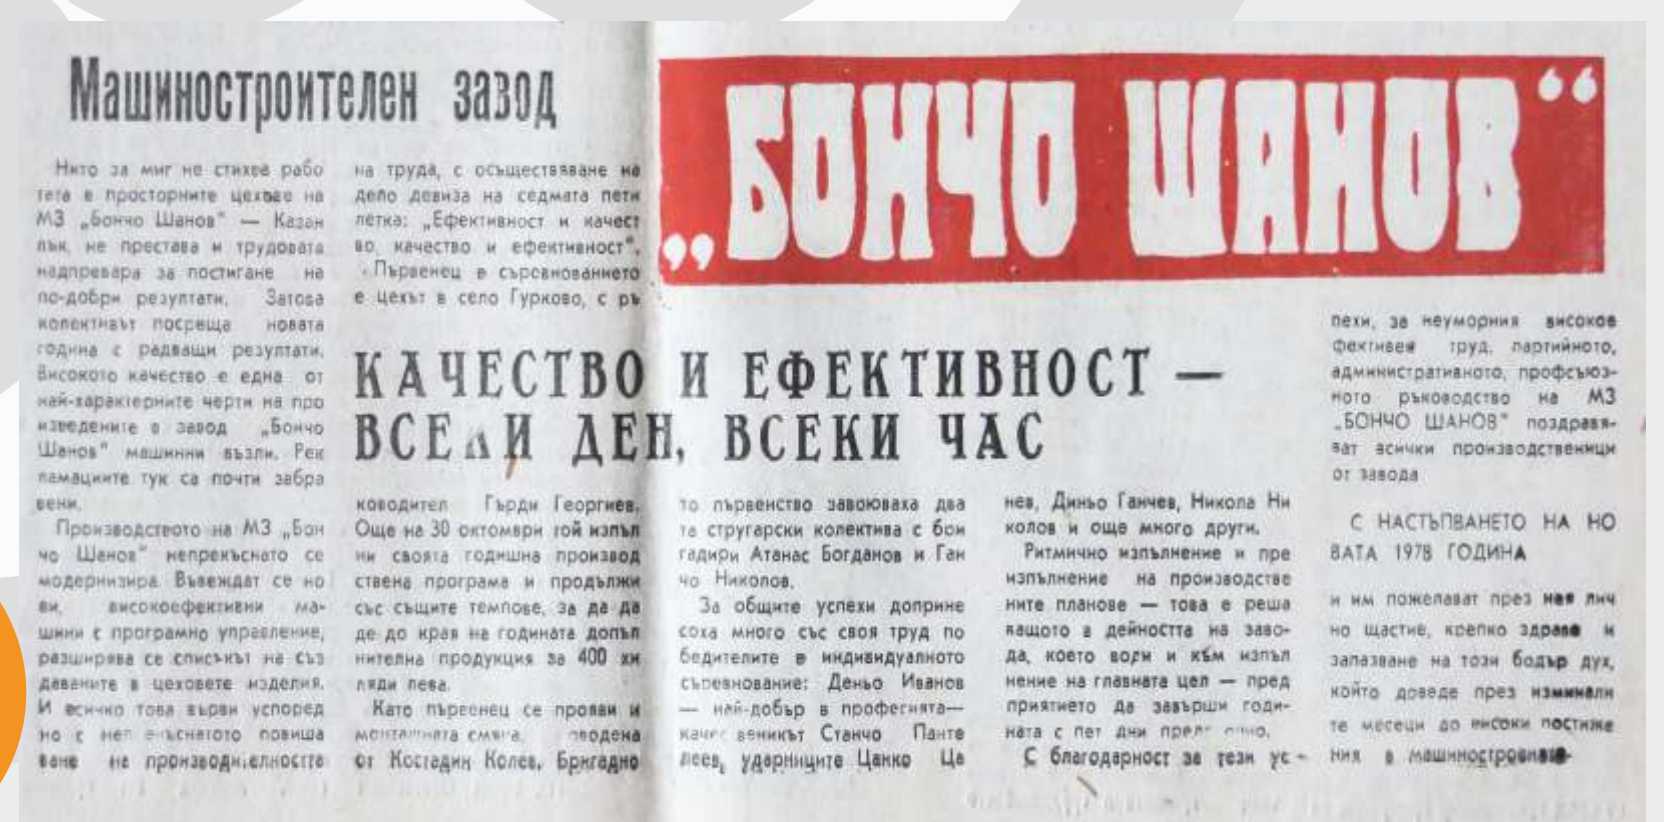 Машиностроителен завод
„БОНЧО ШАНОВ“
Нито за миг не стихва рабо
тата в просторните цехове на
МЗ „Бончо Шанов“ — Казан
лък, не престава и трудовата
надпревара за постигане на
по-добри резултати. Затова
колективът посреща новата
година с радващи резултати.
Високото качество е една от
най-характерните черти на про
изведените в завод „Бончо
Шанов“ машинни възли. Рек
ламациите тук са почти забра
вени.
Производството на МЗ „Бон
чо Шанов“ непрекъснато се
модернизира. Въвеждат се но
ви, високоефективни ма-
шини с програмно управление,
разширява се списъкът на съз
даваните в цеховете изделия.
И всичко това върви успоред
но с повиша
ване на производителността
на труда, с осъществяване на
дело девиза на седмата пети
летка: „Ефективност и качест
во, качество и ефективност“.
Първенец в съревнованието
е цехът в село Гурково, с ръ
КАЧЕСТВО И ЕФЕКТИВНОСТ —
ВСЕКИ ДЕН, ВСЕКИ ЧАС
ководител Гърди Георгиев.
Още на 30 октомври той изпъл
ни своята годишна производ
ствена програма и продължи
със същите темпове, за да да
де до края на годината допъл
нителна продукция за 400 хи
ляди лева.
Като първенец се прояви и
монтажната смяна,
от Костадин Колев. Бригадно
то първенство завоюваха два
та стругарски колектива с бри
гадири Атанас Богданов и Ган
чо Николов.
За общите успехи доприне
соха много със своя труд по
бедителите в индивидуалното
съревнование: Деньо Иванов
— най-добър в професията—
Станчо Панте
леев, ударниците Цанко Ца
нев, Диньо Ганчев, Никола Ни
колов и още много други.
Ритмично изпълнение и пре
изпълнение на производстве
ните планове — това е реша
ващото в дейността на заво-
да, което води и към изпъл
нение на главната цел — пред
приятието да завърши годи-
ната с пет дни
С благодарност за тези ус-
пехи, за неуморния високое
фективен труд, партийното,
административното, профсъюз-
ното ръководство на МЗ
„БОНЧО ШАНОВ“ поздравя-
ват всички производственици
от завода
С НАСТЪПВАНЕТО НА НО
ВАТА 1978 ГОДИНА
и им пожелават през нея лич
но щастие, крепко здраве и
запазване на този бодър дух,
който доведе през изминали
те месеци до високи постиже
ния в